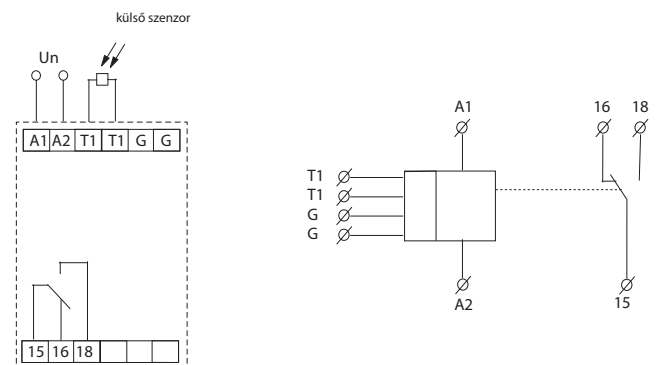 külső szenzor
Un
A1 A2 T1 T1 G G
15 16 18
A1
16 18
T1
T1
G
G
A2
15